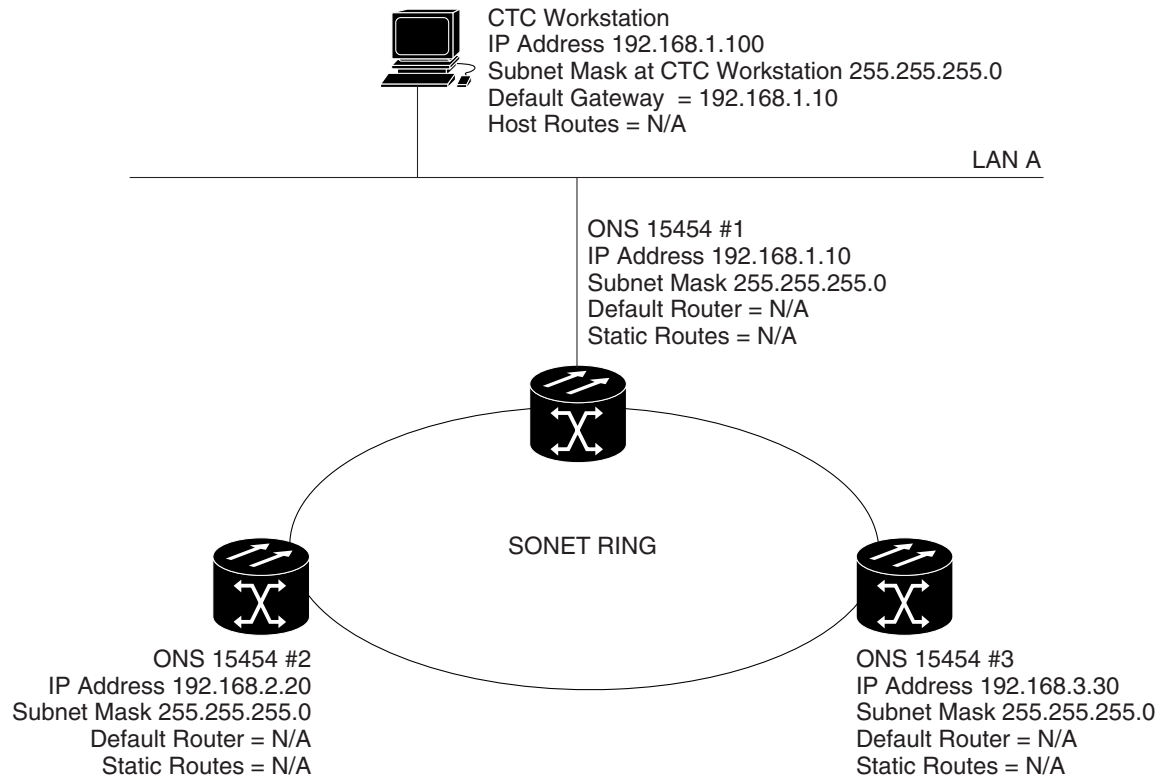 CTC Workstation
IP Address 192.168.1.100
Subnet Mask at CTC Workstation 255.255.255.0
Default Gateway = 192.168.1.10
Host Routes = N/A
LAN A
ONS 15454 #1
IP Address 192.168.1.10
Subnet Mask 255.255.255.0
Default Router = N/A
Static Routes = N/A
SONET RING
ONS 15454 #2
IP Address 192.168.2.20
Subnet Mask 255.255.255.0
Default Router = N/A
Static Routes = N/A
ONS 15454 #3
IP Address 192.168.3.30
Subnet Mask 255.255.255.0
Default Router = N/A
Static Routes = N/A